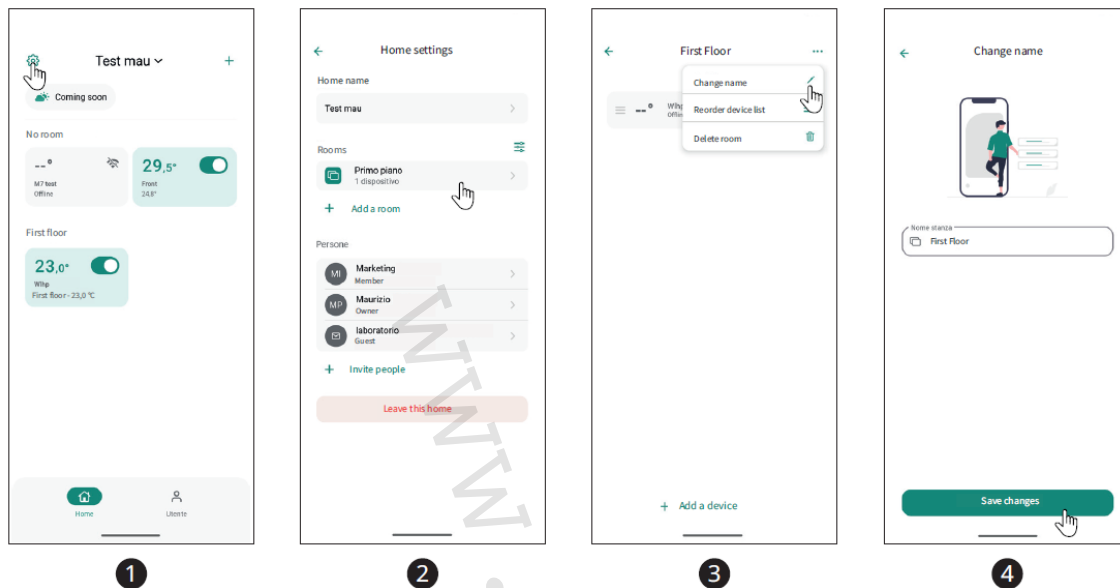 Test mau
+
Coming soon
No room
--°
M7 test
Offline
29,5°
Front
24,8°
First floor
23,0°
Wihp
First floor - 23,0 °C
Home
Utente
1
Home settings
Home name
Test mau
Rooms
Primo piano
1 dispositivo
+ Add a room
Persone
MI
Marketing
Member
MP
Maurizio
Owner
laboratorio
Guest
+ Invite people
Leave this home
www
2
First Floor
...
Change name
--°
Reorder device list
Delete room
+ Add a device
3
Change name
Nome stanza
First Floor
Save changes
4